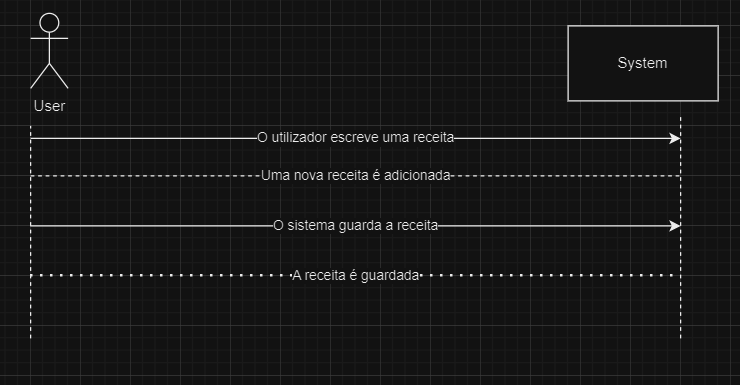 System
User
O utilizador escreve uma receita
Uma nova receita é adicionada
O sistema guarda a receita
A receita é guardada